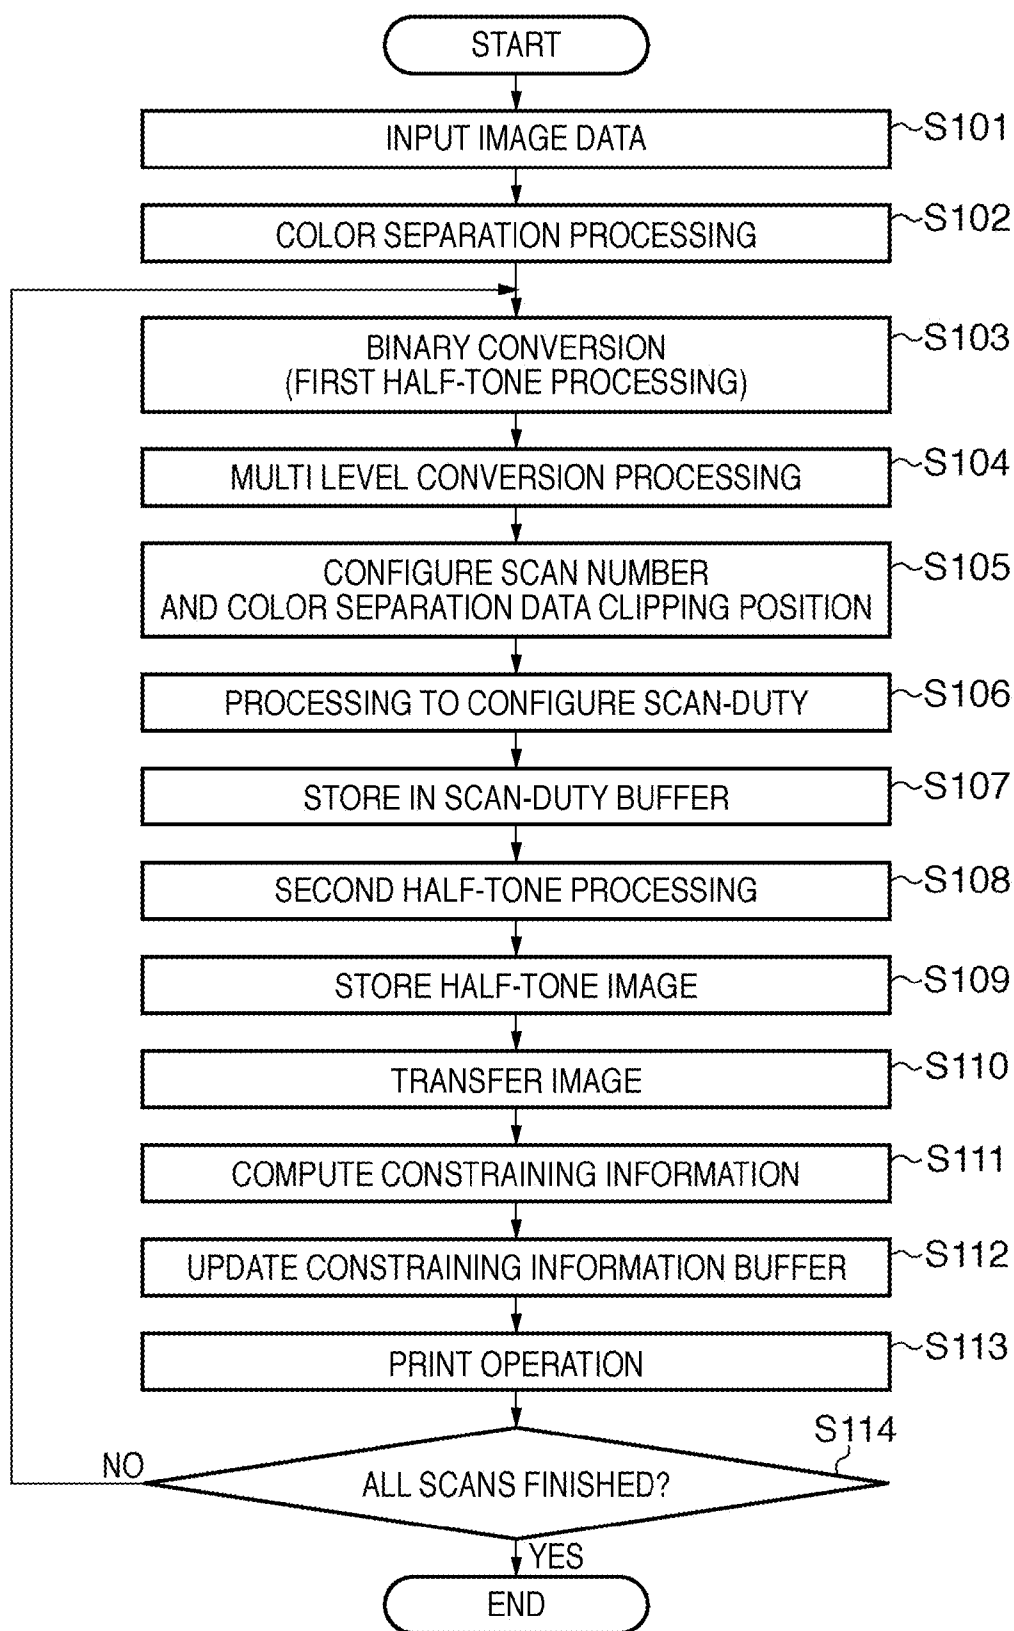 START
INPUT IMAGE DATA
S101
COLOR SEPARATION PROCESSING
S102
BINARY CONVERSION
(FIRST HALF-TONE PROCESSING)
S103
MULTI LEVEL CONVERSION PROCESSING
S104
CONFIGURE SCAN NUMBER
AND COLOR SEPARATION DATA CLIPPING POSITION
S105
PROCESSING TO CONFIGURE SCAN-DUTY
S106
STORE IN SCAN-DUTY BUFFER
S107
SECOND HALF-TONE PROCESSING
S108
STORE HALF-TONE IMAGE
S109
TRANSFER IMAGE
S110
COMPUTE CONSTRAINING INFORMATION
S111
UPDATE CONSTRAINING INFORMATION BUFFER
S112
PRINT OPERATION
S113
S114
NO
ALL SCANS FINISHED?
YES
END